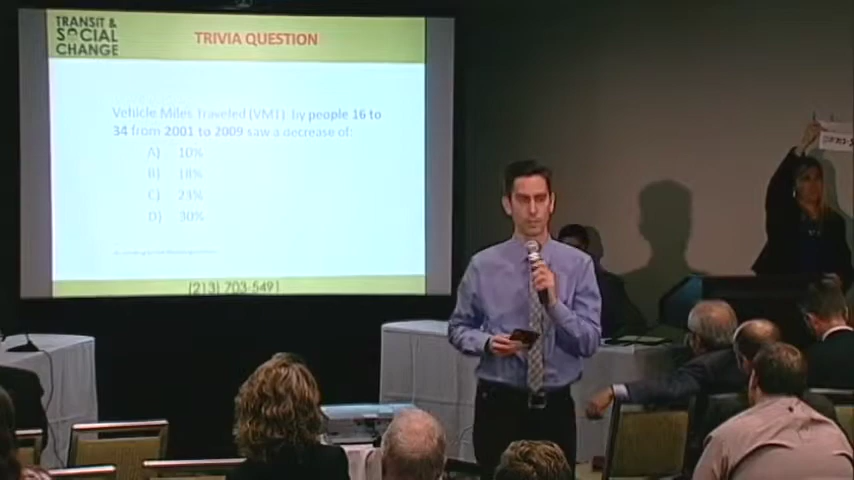 TRANSIT &
SOCIAL
CHANGE
TRIVIA QUESTION
Vehicle Miles Traveled (VMT) by people 16 to
34 from 2001 to 2009 saw a decrease of:
A) 10%
B) 18%
C) 23%
D) 30%
(213) 703-5491